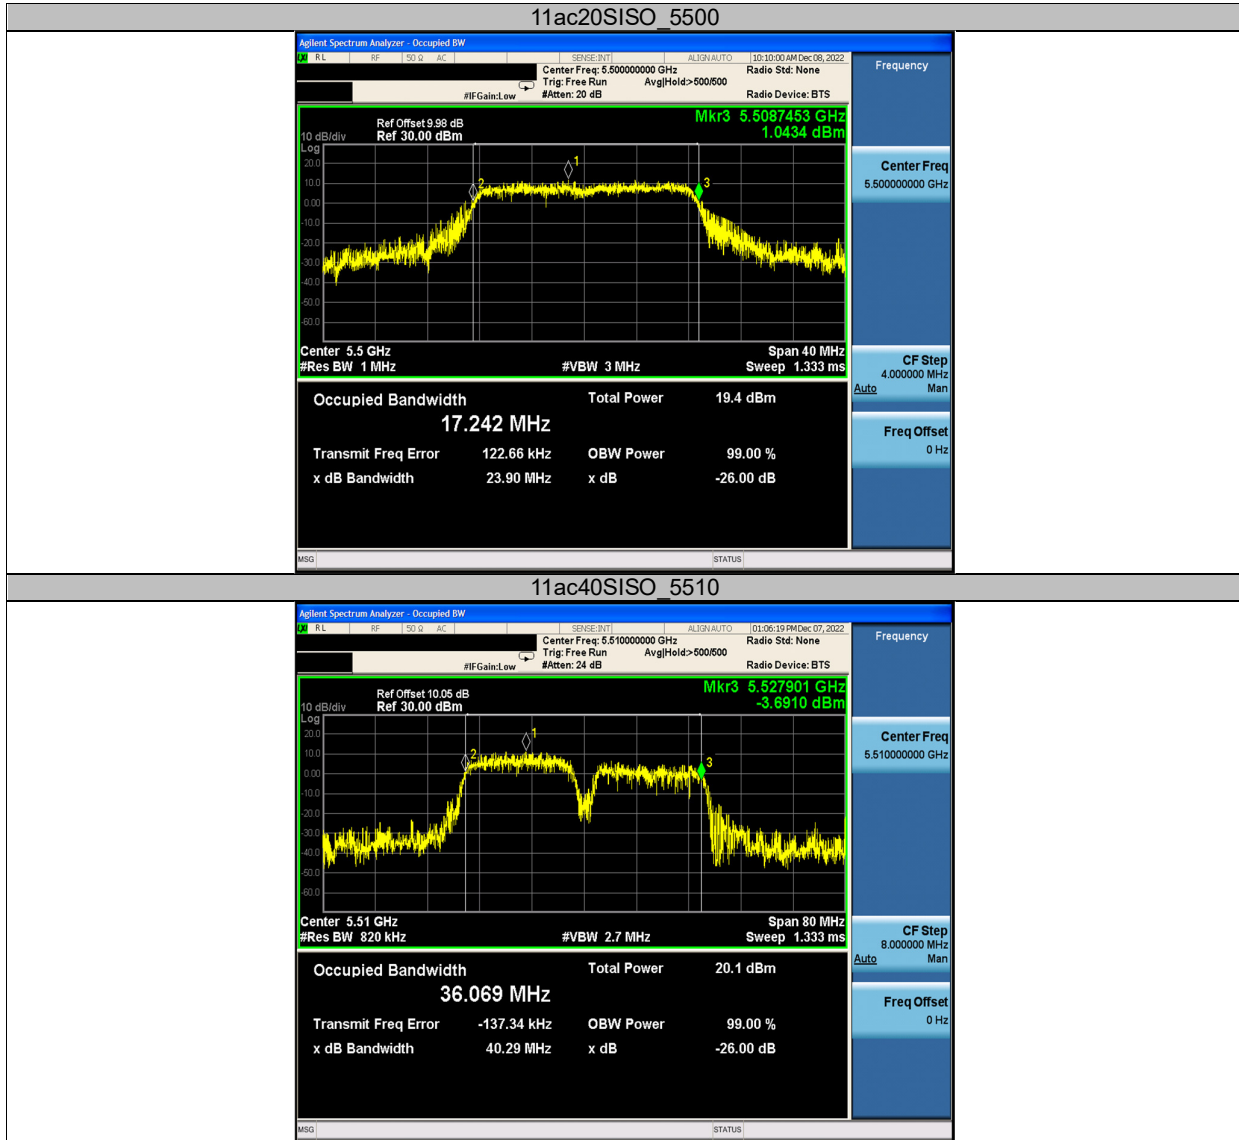 11ac20SISO_5500
Agilent Spectrum Analyzer - Occupied BW
LXI RL RF 50 Ω AC SENSE:INT ALIGN AUTO 10:10:00 AM Dec 08, 2022
Center Freq: 5.500000000 GHz Radio Std: None
Trig: Free Run Avg|Hold:>500/500
#IFGain:Low #Atten: 20 dB Radio Device: BTS
Frequency
Mkr3 5.5087453 GHz
1.0434 dBm
Ref Offset 9.98 dB
10 dB/div Ref 30.00 dBm
Log
20.0
10.0
0.00
-10.0
-20.0
-30.0
-40.0
-50.0
-60.0
1
2
3
Center Freq
5.500000000 GHz
Center 5.5 GHz Span 40 MHz
#Res BW 1 MHz #VBW 3 MHz Sweep 1.333 ms
CF Step
4.000000 MHz
Auto Man
Occupied Bandwidth Total Power 19.4 dBm
17.242 MHz
Transmit Freq Error 122.66 kHz OBW Power 99.00 %
x dB Bandwidth 23.90 MHz x dB -26.00 dB
Freq Offset
0 Hz
MSG STATUS
11ac40SISO_5510
Agilent Spectrum Analyzer - Occupied BW
LXI RL RF 50 Ω AC SENSE:INT ALIGN AUTO 01:06:19 PM Dec 07, 2022
Center Freq: 5.510000000 GHz Radio Std: None
Trig: Free Run Avg|Hold:>500/500
#IFGain:Low #Atten: 24 dB Radio Device: BTS
Frequency
Mkr3 5.527901 GHz
-3.6910 dBm
Ref Offset 10.05 dB
10 dB/div Ref 30.00 dBm
Log
20.0
10.0
0.00
-10.0
-20.0
-30.0
-40.0
-50.0
-60.0
1
2
3
Center Freq
5.510000000 GHz
Center 5.51 GHz Span 80 MHz
#Res BW 820 kHz #VBW 2.7 MHz Sweep 1.333 ms
CF Step
8.000000 MHz
Auto Man
Occupied Bandwidth Total Power 20.1 dBm
36.069 MHz
Transmit Freq Error -137.34 kHz OBW Power 99.00 %
x dB Bandwidth 40.29 MHz x dB -26.00 dB
Freq Offset
0 Hz
MSG STATUS